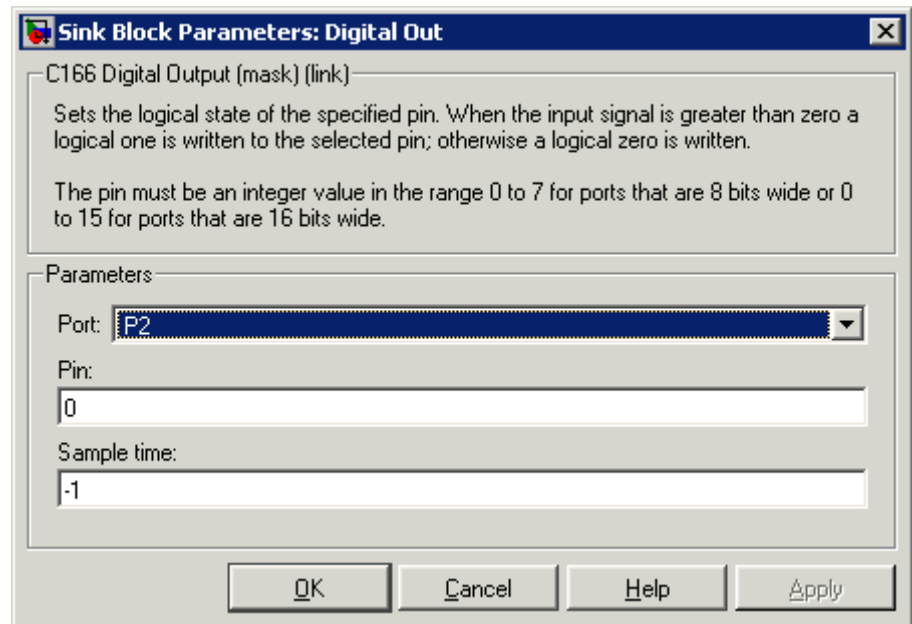 Sink Block Parameters: Digital Out
C166 Digital Output (mask) (link)
Sets the logical state of the specified pin. When the input signal is greater than zero a
logical one is written to the selected pin; otherwise a logical zero is written.
The pin must be an integer value in the range 0 to 7 for ports that are 8 bits wide or 0
to 15 for ports that are 16 bits wide.
Parameters
Port: P2
Pin:
0
Sample time:
-1
OK Cancel Help Apply